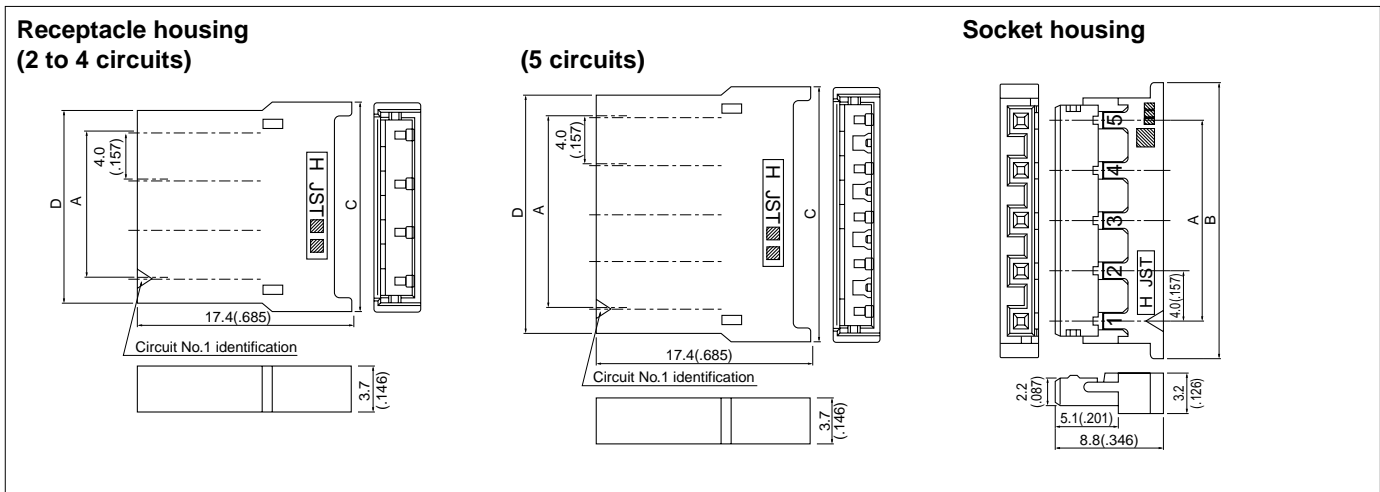 Receptacle housing
(2 to 4 circuits)
D
A
4.0
(.157)
H JST
C
17.4(.685)
Circuit No.1 identification
3.7
(.146)
(5 circuits)
D
A
4.0
(.157)
H JST
C
17.4(.685)
Circuit No.1 identification
3.7
(.146)
Socket housing
5
4
3
2
1
H JST
4.0(.157)
A
B
2.2
(.087)
5.1(.201)
8.8(.346)
3.2
(.126)